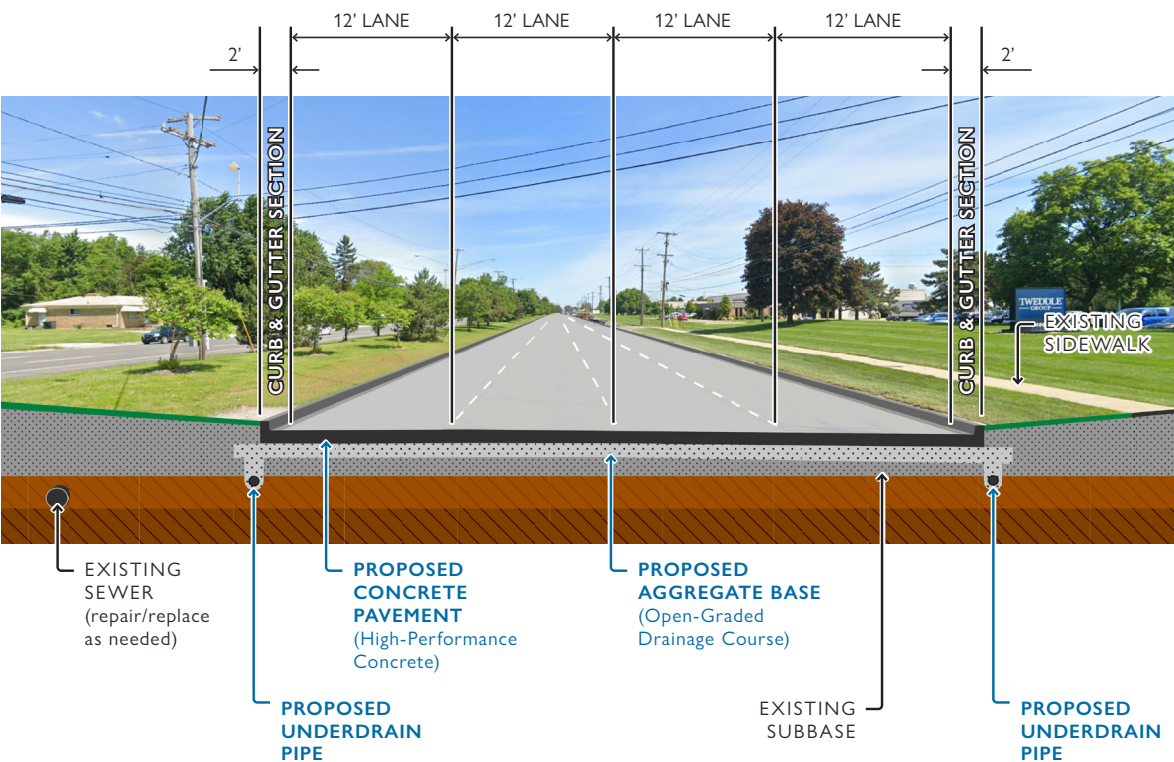 12’ LANE
12’ LANE
12’ LANE
12’ LANE
2’
2’
CURB & GUTTER SECTION
CURB & GUTTER SECTION
TWEDDLE
GROUP
EXISTING
SIDEWALK
EXISTING
SEWER
(repair/replace
as needed)
PROPOSED
CONCRETE
PAVEMENT
(High-Performance
Concrete)
PROPOSED
AGGREGATE BASE
(Open-Graded
Drainage Course)
PROPOSED
UNDERDRAIN
PIPE
EXISTING
SUBBASE
PROPOSED
UNDERDRAIN
PIPE